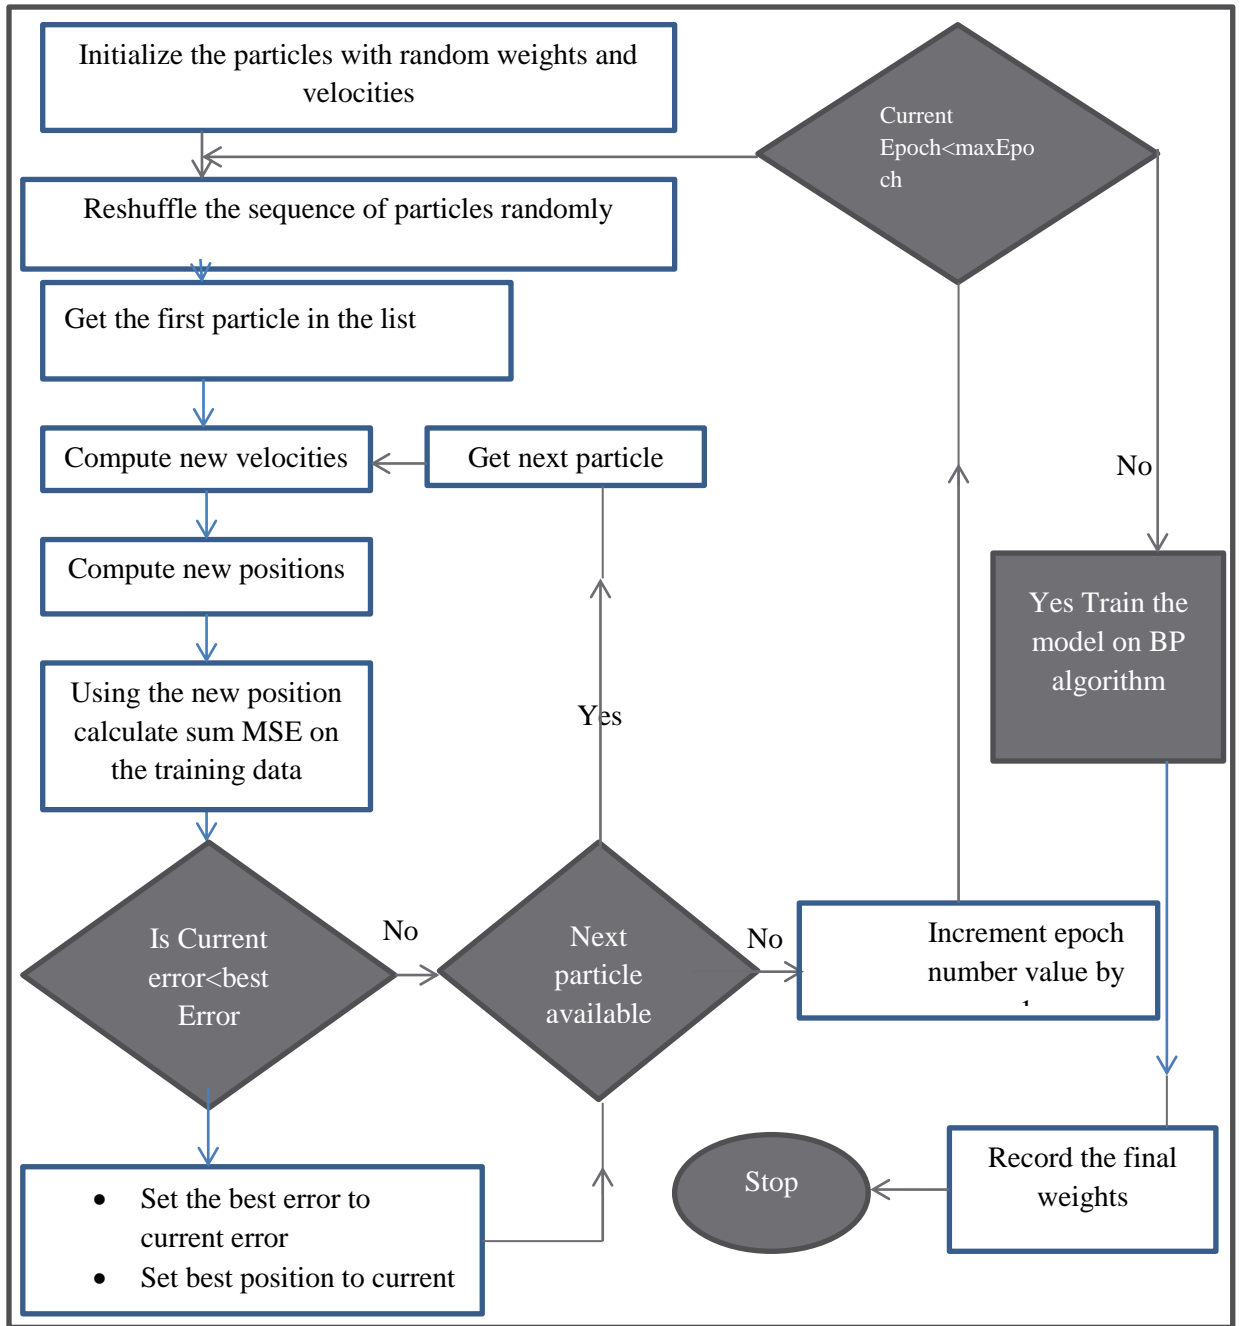 Initialize the particles with random weights and
velocities
Reshuffle the sequence of particles randomly
Get the first particle in the list
Compute new velocities
Get next particle
Compute new positions
Using the new position
calculate sum MSE on
the training data
Is Current
error<best
Error
No
Yes
Next
particle
available
No
Increment epoch
number value by
Current
Epoch<maxEpo
ch
No
Yes Train the
model on BP
algorithm
• Set the best error to
current error
• Set best position to current
Record the final
weights
Stop